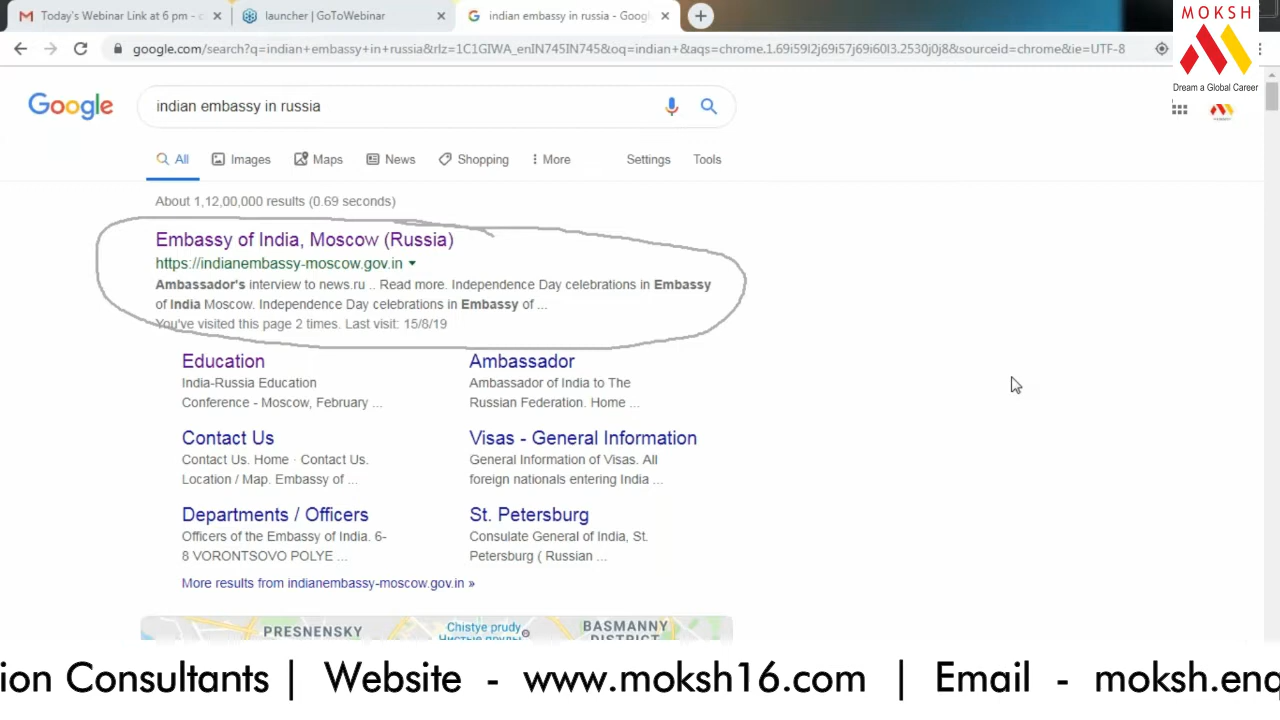 Today's Webinar Link at 6 pm - c
launcher | GoToWebinar
indian embassy in russia - Googl
MOKSH
Dream a Global Career
google.com/search?q=indian+embassy+in+russia&rlz=1C1GIWA_enIN745IN745&oq=indian+&aqs=chrome.1.69i59l2j69i57j69i60l3.2530j0j8&sourceid=chrome&ie=UTF-8
Google
indian embassy in russia
All Images Maps News Shopping More Settings Tools
About 1,12,00,000 results (0.69 seconds)
Embassy of India, Moscow (Russia)
https://indianembassy-moscow.gov.in
Ambassador's interview to news.ru .. Read more. Independence Day celebrations in Embassy
of India Moscow. Independence Day celebrations in Embassy of ...
You've visited this page 2 times. Last visit: 15/8/19
Education
India-Russia Education
Conference - Moscow, February ...
Ambassador
Ambassador of India to The
Russian Federation. Home ...
Contact Us
Contact Us. Home · Contact Us.
Location / Map. Embassy of ...
Visas - General Information
General Information of Visas. All
foreign nationals entering India ...
Departments / Officers
Officers of the Embassy of India. 6-
8 VORONTSOVO POLYE ...
St. Petersburg
Consulate General of India, St.
Petersburg ( Russian ...
More results from indianembassy-moscow.gov.in »
PRESNENSKY
Chistye prudy
BASMANNY
DISTRICT
ion Consultants | Website - www.moksh16.com | Email - moksh.enq